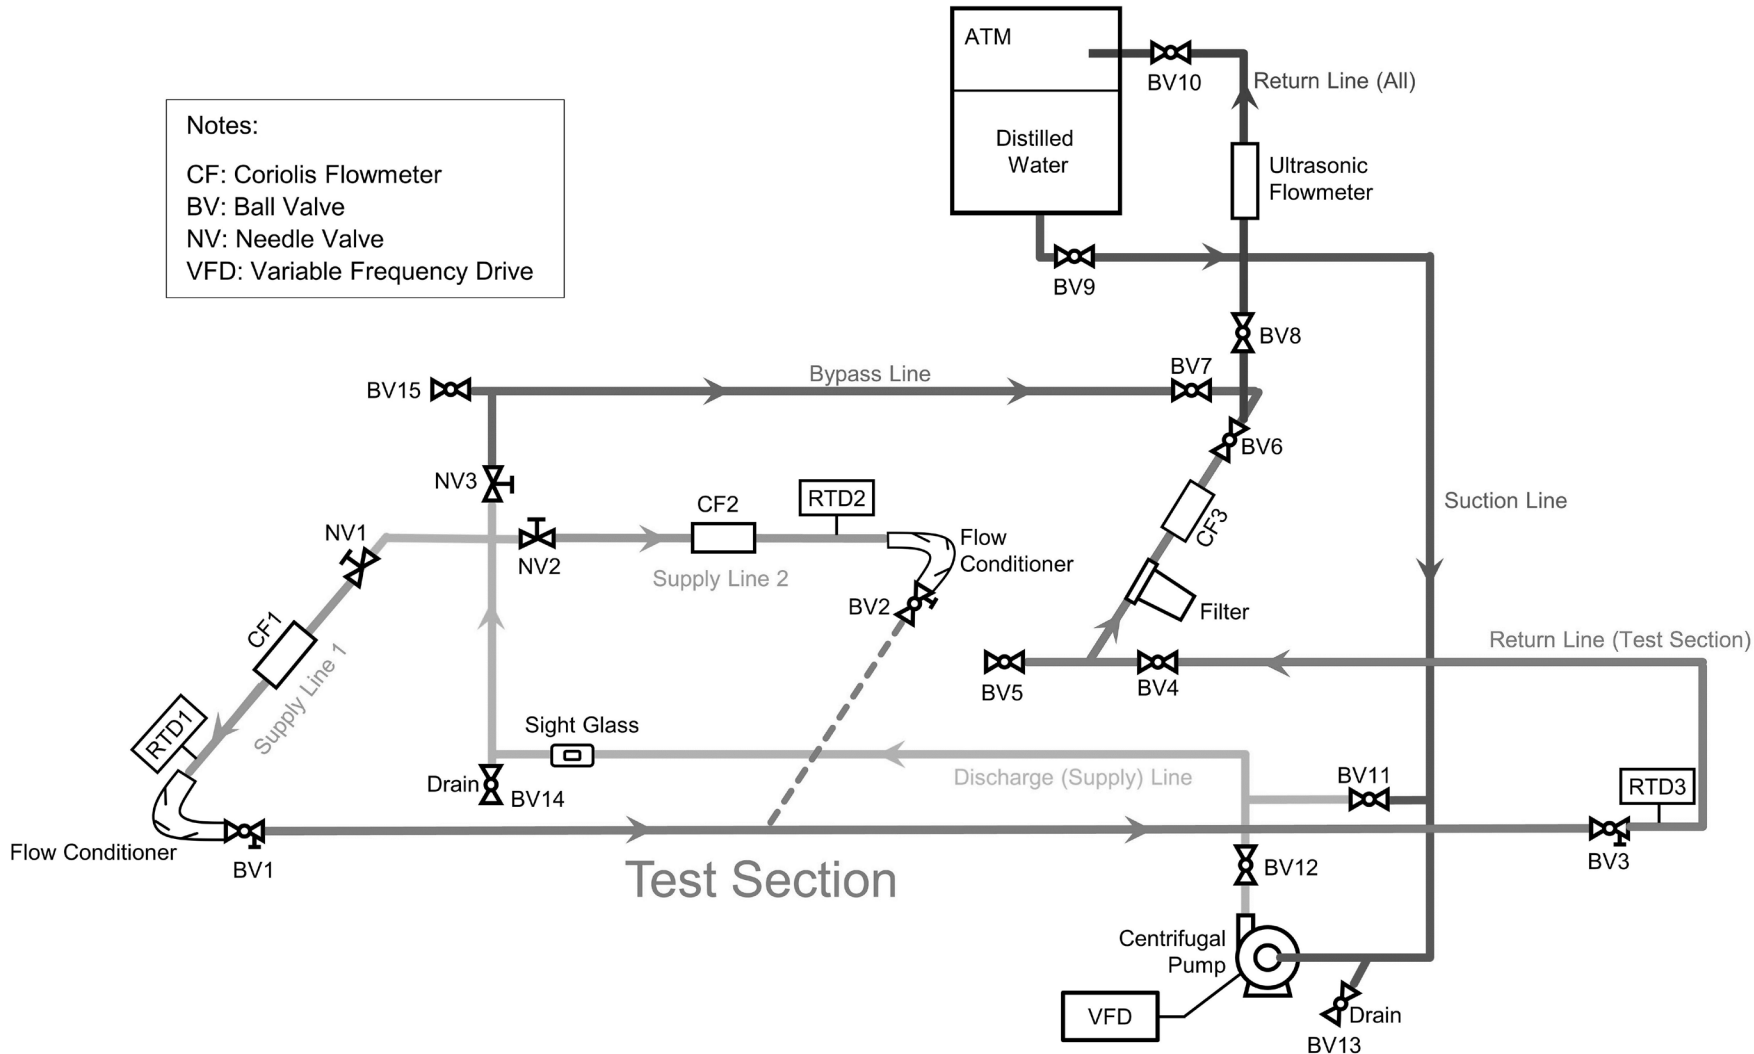 ATM
BV10
Return Line (All)
Notes:
CF: Coriolis Flowmeter
BV: Ball Valve
NV: Needle Valve
VFD: Variable Frequency Drive
Distilled
Water
Ultrasonic
Flowmeter
BV9
BV8
BV15
Bypass Line
BV7
BV6
NV3
CF2
RTD2
Suction Line
NV1
NV2
Supply Line 2
Flow
Conditioner
CF3
BV2
Filter
CF1
Supply Line 1
Return Line (Test Section)
BV5
BV4
RTD1
Sight Glass
Drain
BV14
Discharge (Supply) Line
BV11
RTD3
Flow Conditioner
BV1
Test Section
BV12
BV3
Centrifugal
Pump
VFD
Drain
BV13